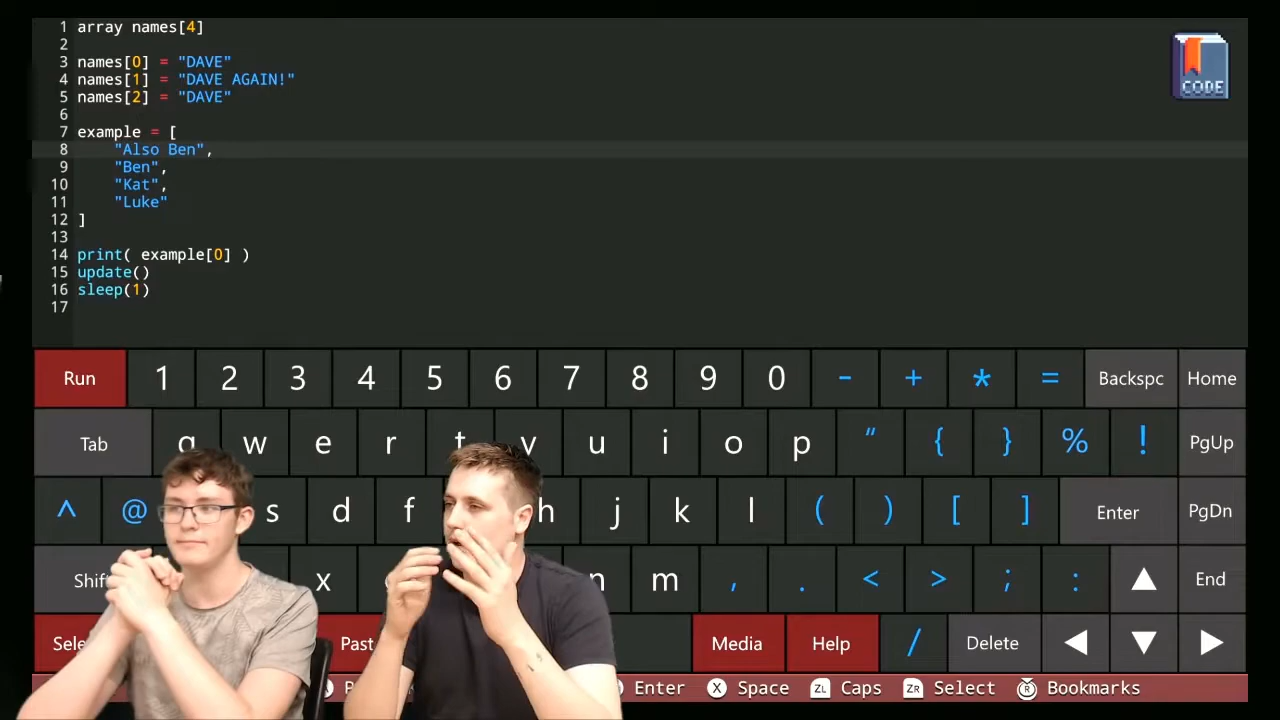 1 array names[4]
2
3 names[0] = "DAVE"
4 names[1] = "DAVE AGAIN!"
5 names[2] = "DAVE"
6
7 example = [
8 "Also Ben",
9 "Ben",
10 "Kat",
11 "Luke"
12 ]
13
14 print( example[0] )
15 update()
16 sleep(1)
17
CODE
Run 1 2 3 4 5 6 7 8 9 0 - + * = Backspc Home
Tab q w e r t y u i o p " { } % ! PgUp
^ @ s d f h j k l ( ) [ ] Enter PgDn
Shift x n m , . < > ; : ▲ End
Past Media Help / Delete ◀ ▼ ▶
Enter X Space ZL Caps ZR Select R Bookmarks